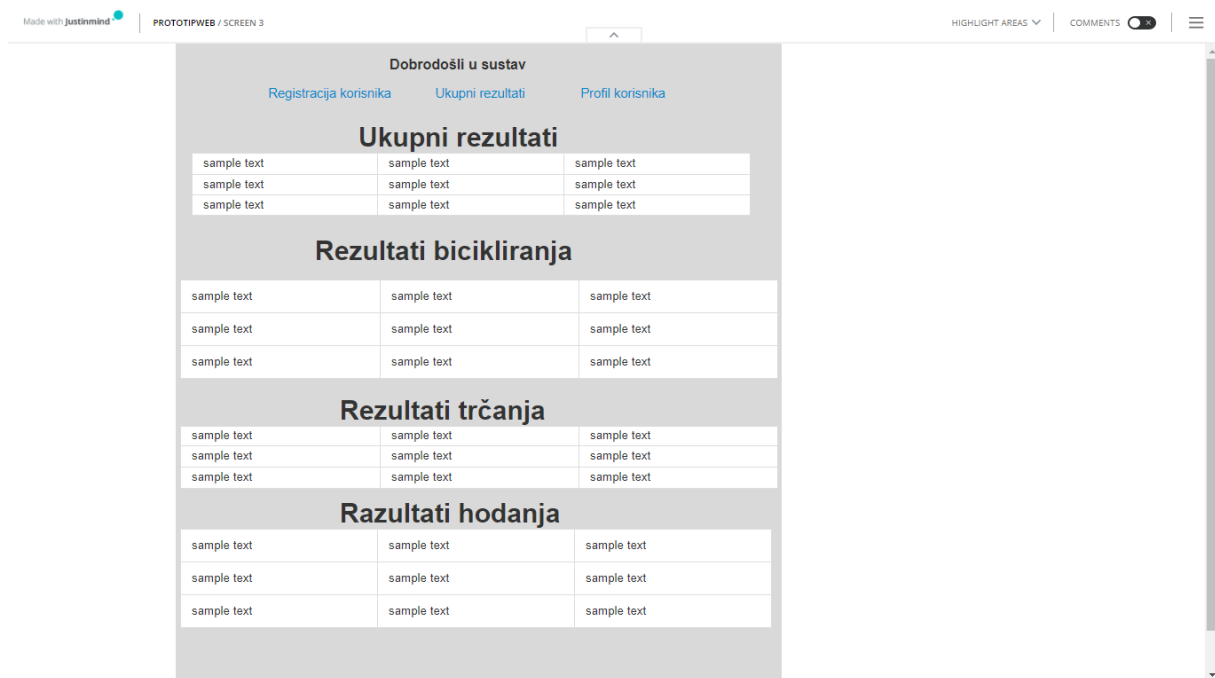 Made with Justinmind PROTOTIPWEB / SCREEN 3 HIGHLIGHT AREAS COMMENTS
Dobrodošli u sustav
Registracija korisnika Ukupni rezultati Profil korisnika
Ukupni rezultati
sample text sample text sample text
sample text sample text sample text
sample text sample text sample text
Rezultati bicikliranja
sample text sample text sample text
sample text sample text sample text
sample text sample text sample text
Rezultati trčanja
sample text sample text sample text
sample text sample text sample text
sample text sample text sample text
Razultati hodanja
sample text sample text sample text
sample text sample text sample text
sample text sample text sample text